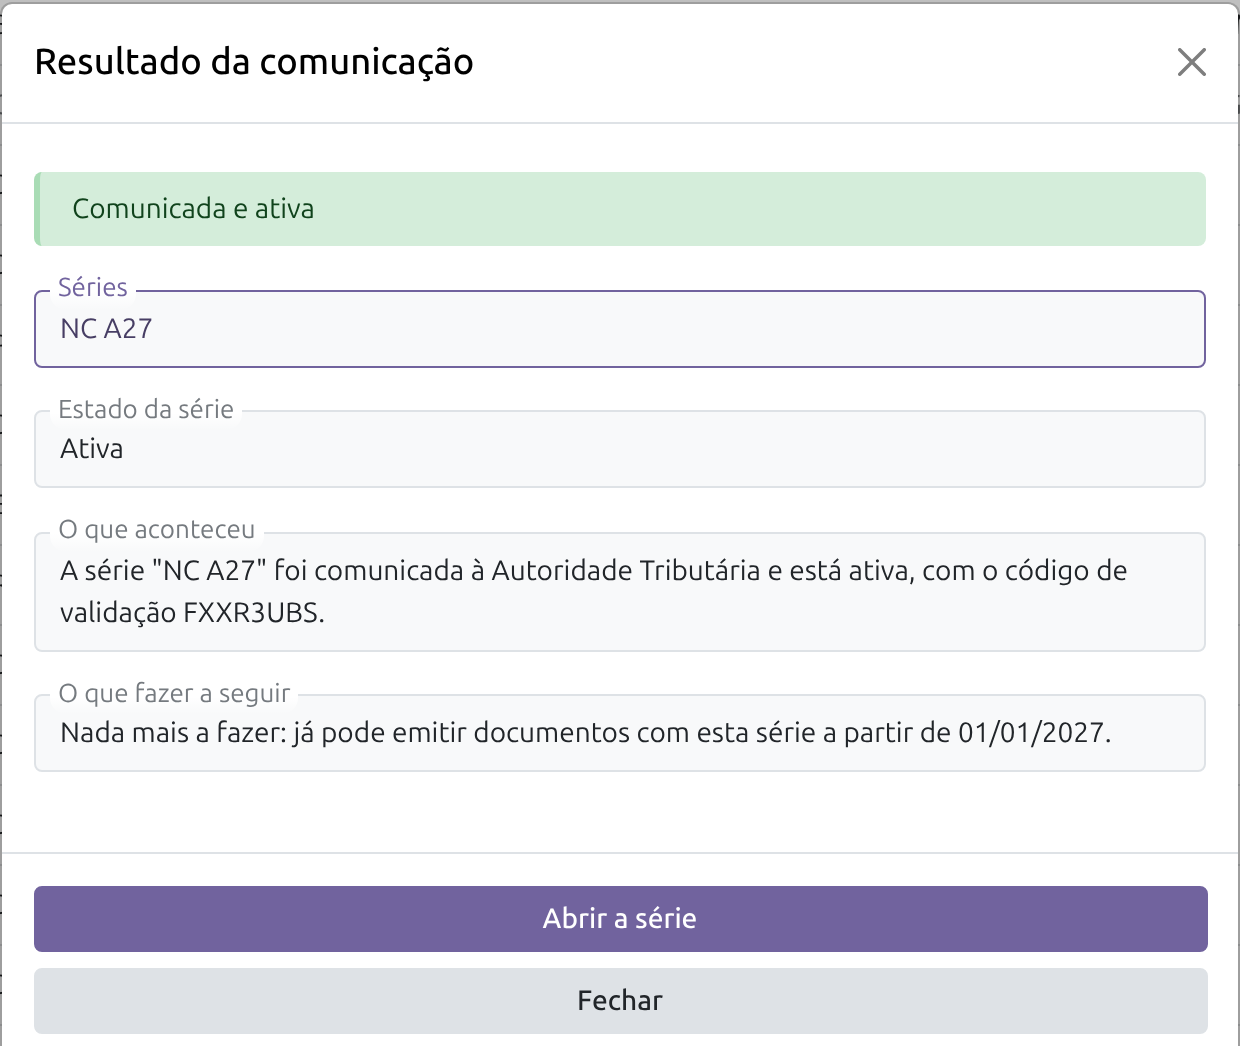 Resultado da comunicação
Comunicada e ativa
Séries
NC A27
Estado da série
Ativa
O que aconteceu
A série "NC A27" foi comunicada à Autoridade Tributária e está ativa, com o código de
validação FXXR3UBS.
O que fazer a seguir
Nada mais a fazer: já pode emitir documentos com esta série a partir de 01/01/2027.
Abrir a série
Fechar